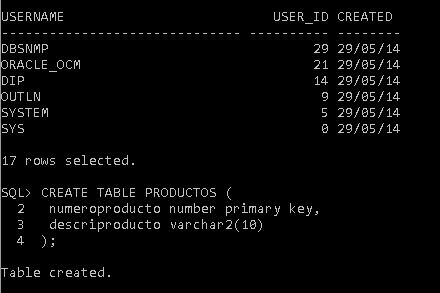 USERNAME                          USER_ID CREATED
------------------------------ ---------- --------
DBSNMP                                 29 29/05/14
ORACLE_OCM                             21 29/05/14
DIP                                    14 29/05/14
OUTLN                                   9 29/05/14
SYSTEM                                  5 29/05/14
SYS                                     0 29/05/14
17 rows selected.
SQL> CREATE TABLE PRODUCTOS (
  2   numeroproducto number primary key,
  3   descriproducto varchar2(10)
  4  );
Table created.